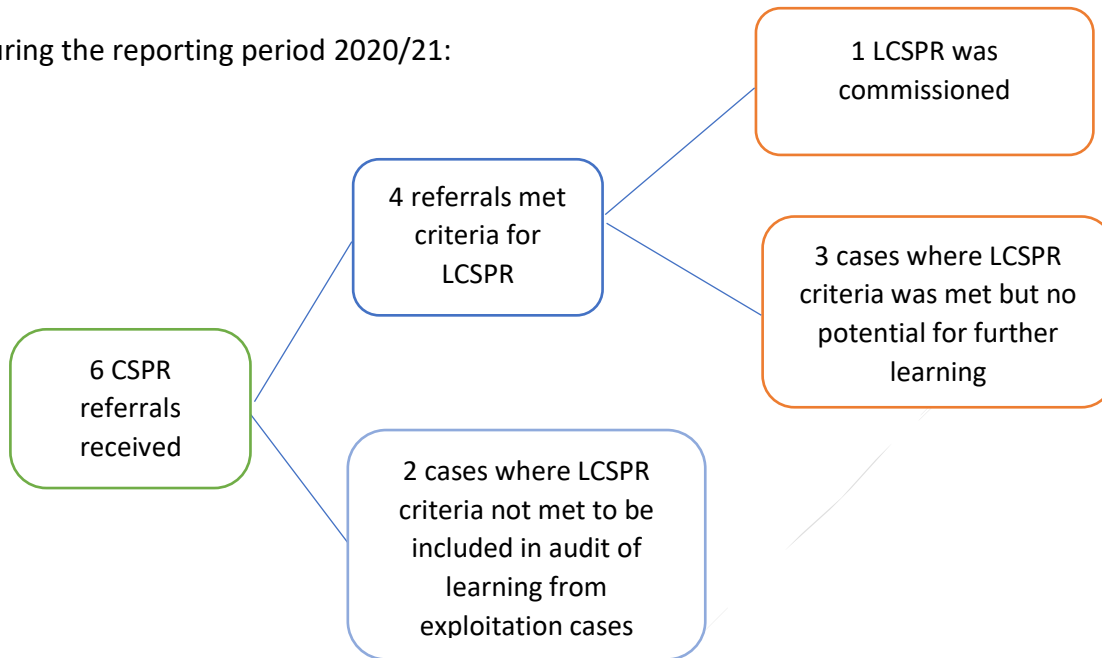 uring the reporting period 2020/21:
1 LCSPR was
commissioned
4 referrals met
criteria for
LCSPR
3 cases where LCSPR
criteria was met but no
potential for further
learning
6 CSPR
referrals
received
2 cases where LCSPR
criteria not met to be
included in audit of
learning from
exploitation cases